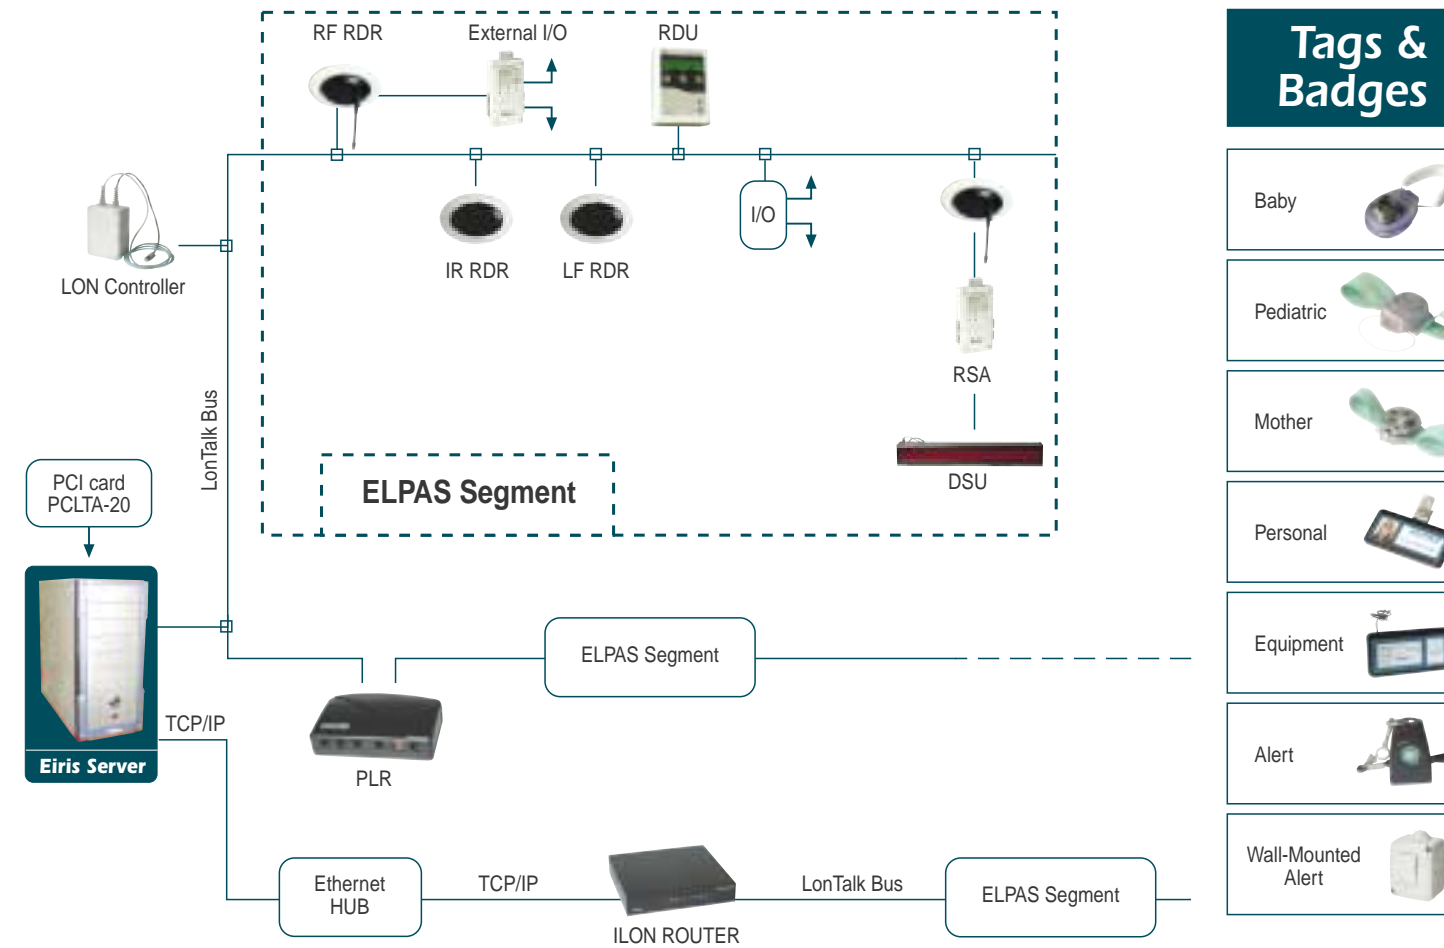 RF RDR
External I/O
RDU
I/O
IR RDR
LF RDR
LON Controller
RSA
DSU
LonTalk Bus
ELPAS Segment
PCI card
PCLTA-20
Eiris Server
TCP/IP
ELPAS Segment
PLR
Ethernet
HUB
TCP/IP
ILON ROUTER
LonTalk Bus
ELPAS Segment
Tags &
Badges
Baby
Pediatric
Mother
Personal
Equipment
Alert
Wall-Mounted
Alert